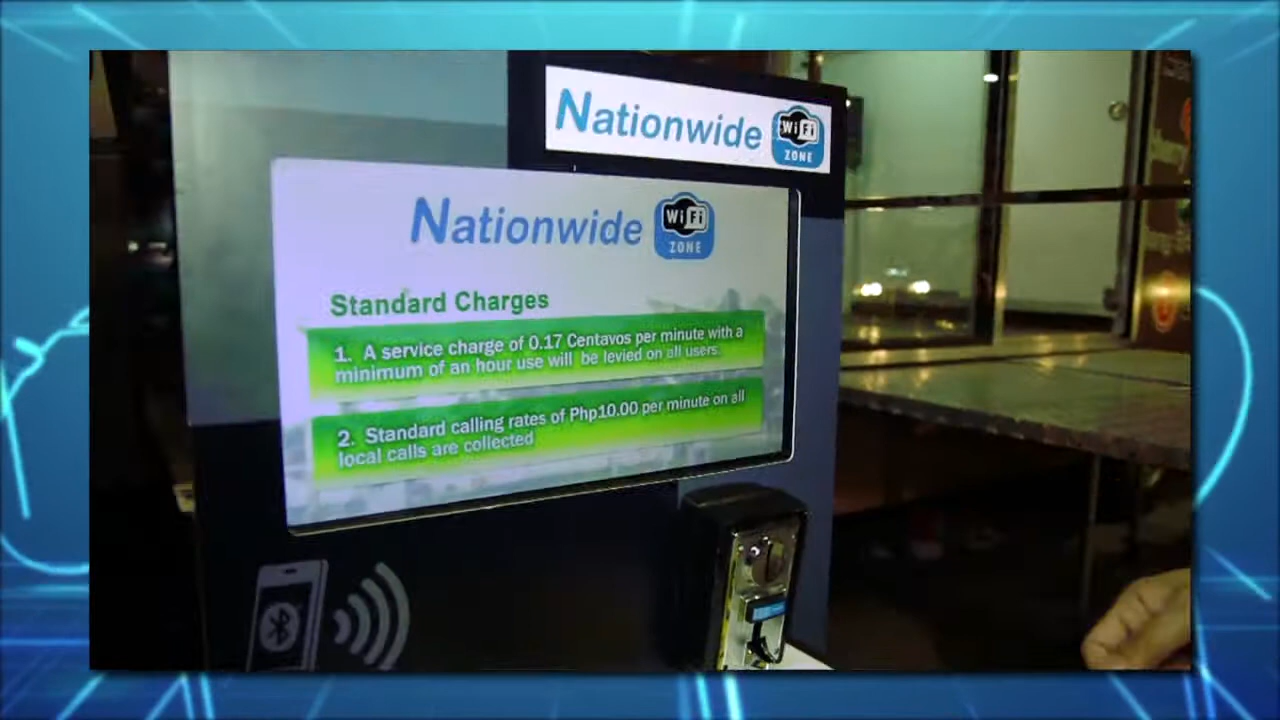 Nationwide WiFi ZONE
Nationwide WiFi ZONE
Standard Charges
1. A service charge of 0.17 Centavos per minute with a
minimum of an hour use will be levied on all users.
2. Standard calling rates of Php10.00 per minute on all
local calls are collected